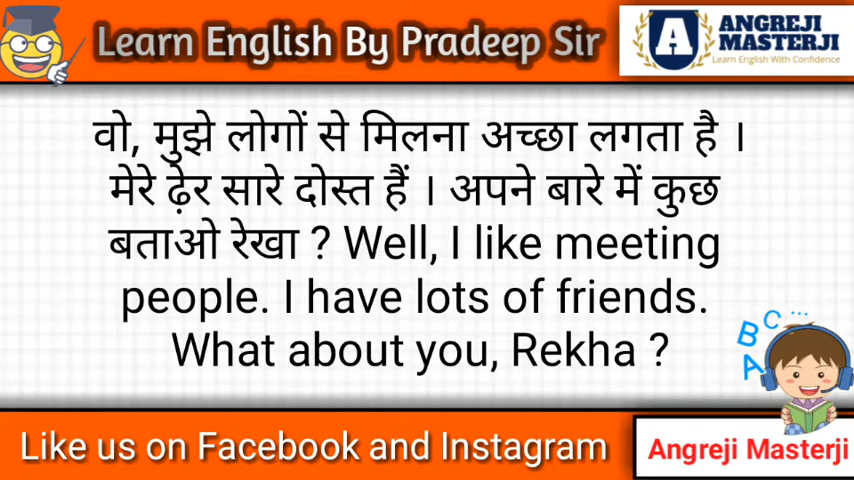 Learn English By Pradeep Sir
A
ANGREJI
MASTERJI
Learn English With Confidence
वो, मुझे लोगों से मिलना अच्छा लगता है ।
मेरे ढ़ेर सारे दोस्त हैं । अपने बारे में कुछ
बताओ रेखा ? Well, I like meeting
people. I have lots of friends.
What about you, Rekha ?
A B C ...
Like us on Facebook and Instagram
Angreji Masterji